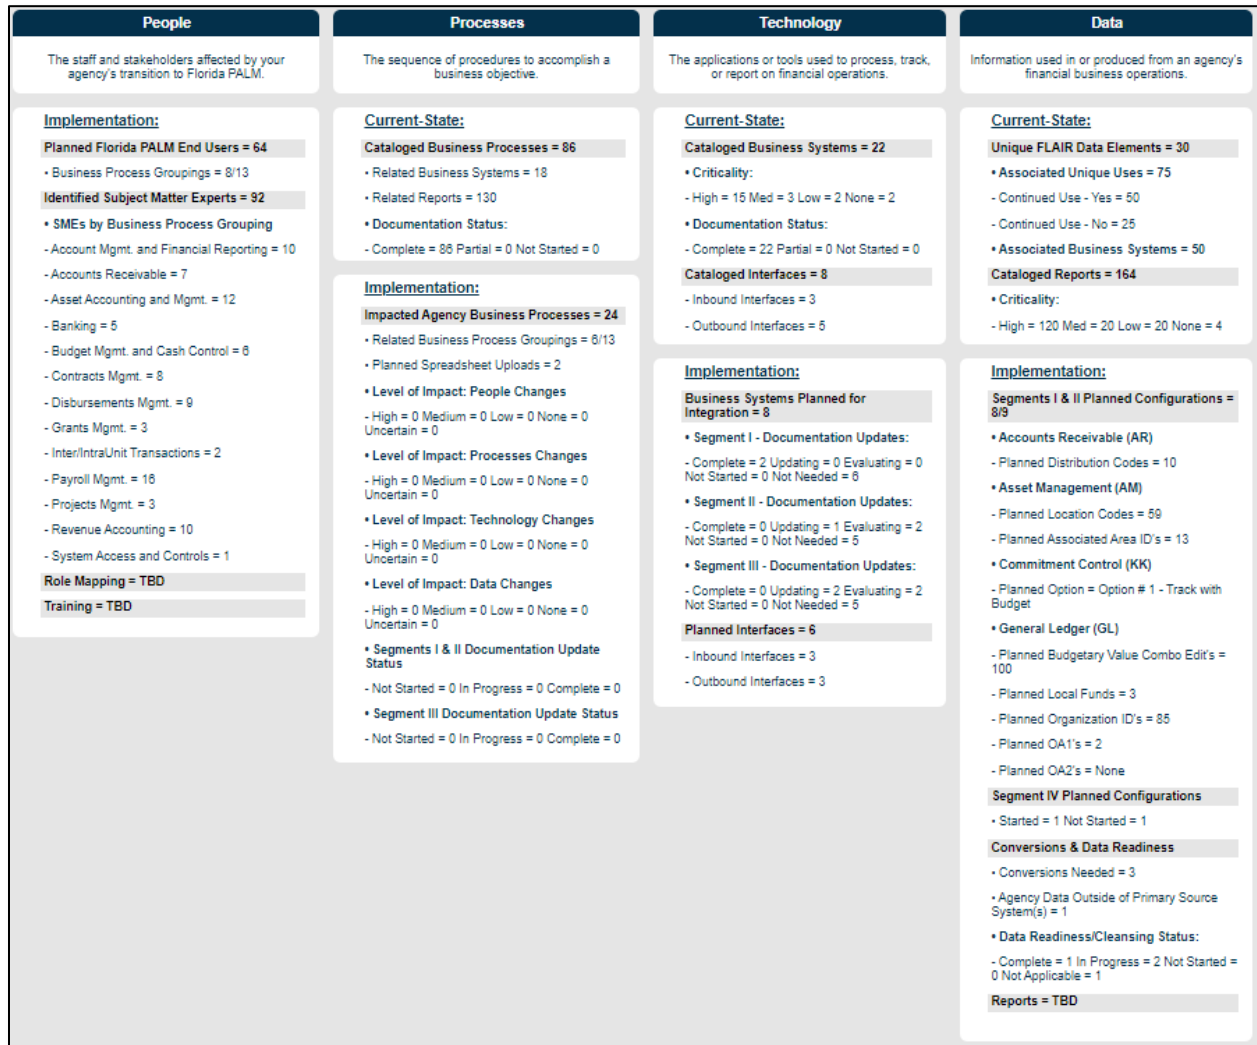 People
The staff and stakeholders affected by your
agency's transition to Florida PALM.
Implementation:
Planned Florida PALM End Users = 64
• Business Process Groupings = 8/13
Identified Subject Matter Experts = 92
• SMEs by Business Process Grouping
- Account Mgmt. and Financial Reporting = 10
- Accounts Receivable = 7
- Asset Accounting and Mgmt. = 12
- Banking = 5
- Budget Mgmt. and Cash Control = 6
- Contracts Mgmt. = 8
- Disbursements Mgmt. = 9
- Grants Mgmt. = 3
- Inter/IntraUnit Transactions = 2
- Payroll Mgmt. = 16
- Projects Mgmt. = 3
- Revenue Accounting = 10
- System Access and Controls = 1
Role Mapping = TBD
Training = TBD
Processes
The sequence of procedures to accomplish a
business objective.
Current-State:
Cataloged Business Processes = 86
• Related Business Systems = 18
• Related Reports = 130
• Documentation Status:
- Complete = 86 Partial = 0 Not Started = 0
Implementation:
Impacted Agency Business Processes = 24
• Related Business Process Groupings = 6/13
• Planned Spreadsheet Uploads = 2
• Level of Impact: People Changes
- High = 0 Medium = 0 Low = 0 None = 0
Uncertain = 0
• Level of Impact: Processes Changes
- High = 0 Medium = 0 Low = 0 None = 0
Uncertain = 0
• Level of Impact: Technology Changes
- High = 0 Medium = 0 Low = 0 None = 0
Uncertain = 0
• Level of Impact: Data Changes
- High = 0 Medium = 0 Low = 0 None = 0
Uncertain = 0
• Segments I & II Documentation Update
Status
- Not Started = 0 In Progress = 0 Complete = 0
• Segment III Documentation Update Status
- Not Started = 0 In Progress = 0 Complete = 0
Technology
The applications or tools used to process, track,
or report on financial operations.
Current-State:
Cataloged Business Systems = 22
• Criticality:
- High = 15 Med = 3 Low = 2 None = 2
• Documentation Status:
- Complete = 22 Partial = 0 Not Started = 0
Cataloged Interfaces = 8
- Inbound Interfaces = 3
- Outbound Interfaces = 5
Implementation:
Business Systems Planned for
Integration = 8
• Segment I - Documentation Updates:
- Complete = 2 Updating = 0 Evaluating = 0
Not Started = 0 Not Needed = 6
• Segment II - Documentation Updates:
- Complete = 0 Updating = 1 Evaluating = 2
Not Started = 0 Not Needed = 5
• Segment III - Documentation Updates:
- Complete = 0 Updating = 2 Evaluating = 2
Not Started = 0 Not Needed = 5
Planned Interfaces = 6
- Inbound Interfaces = 3
- Outbound Interfaces = 3
Data
Information used in or produced from an agency's
financial business operations.
Current-State:
Unique FLAIR Data Elements = 30
• Associated Unique Uses = 75
- Continued Use - Yes = 50
- Continued Use - No = 25
• Associated Business Systems = 50
Cataloged Reports = 164
• Criticality:
- High = 120 Med = 20 Low = 20 None = 4
Implementation:
Segments I & II Planned Configurations =
8/9
• Accounts Receivable (AR)
- Planned Distribution Codes = 10
• Asset Management (AM)
- Planned Location Codes = 59
- Planned Associated Area ID's = 13
• Commitment Control (KK)
- Planned Option = Option # 1 - Track with
Budget
• General Ledger (GL)
- Planned Budgetary Value Combo Edit's =
100
- Planned Local Funds = 3
- Planned Organization ID's = 85
- Planned OA1's = 2
- Planned OA2's = None
Segment IV Planned Configurations
• Started = 1 Not Started = 1
Conversions & Data Readiness
• Conversions Needed = 3
• Agency Data Outside of Primary Source
System(s) = 1
• Data Readiness/Cleansing Status:
- Complete = 1 In Progress = 2 Not Started =
0 Not Applicable = 1
Reports = TBD